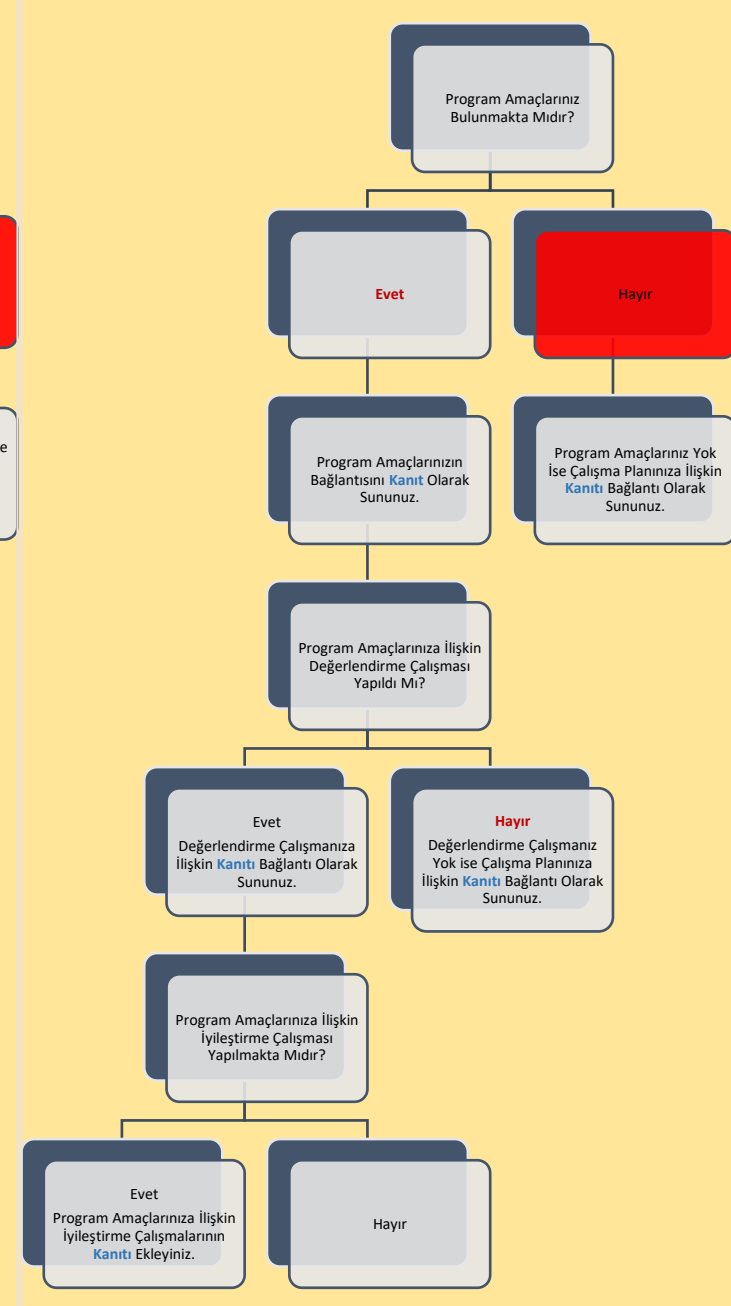 Program Amaçlarınız
Bulunmakta Mıdır?
Evet
Hayır
Program Amaçlarınızın
Bağlantısını Kanıt Olarak
Sununuz.
Program Amaçlarınız Yok
İse Çalışma Planınıza İlişkin
Kanıtı Bağlantı Olarak
Sununuz.
Program Amaçlarınıza İlişkin
Değerlendirme Çalışması
Yapıldı Mı?
Evet
Değerlendirme Çalışmanıza
İlişkin Kanıtı Bağlantı Olarak
Sununuz.
Hayır
Değerlendirme Çalışmanız
Yok ise Çalışma Planınıza
İlişkin Kanıtı Bağlantı Olarak
Sununuz.
Program Amaçlarınıza İlişkin
İyileştirme Çalışması
Yapılmakta Mıdır?
Evet
Program Amaçlarınıza İlişkin
İyileştirme Çalışmalarının
Kanıtı Ekleyiniz.
Hayır